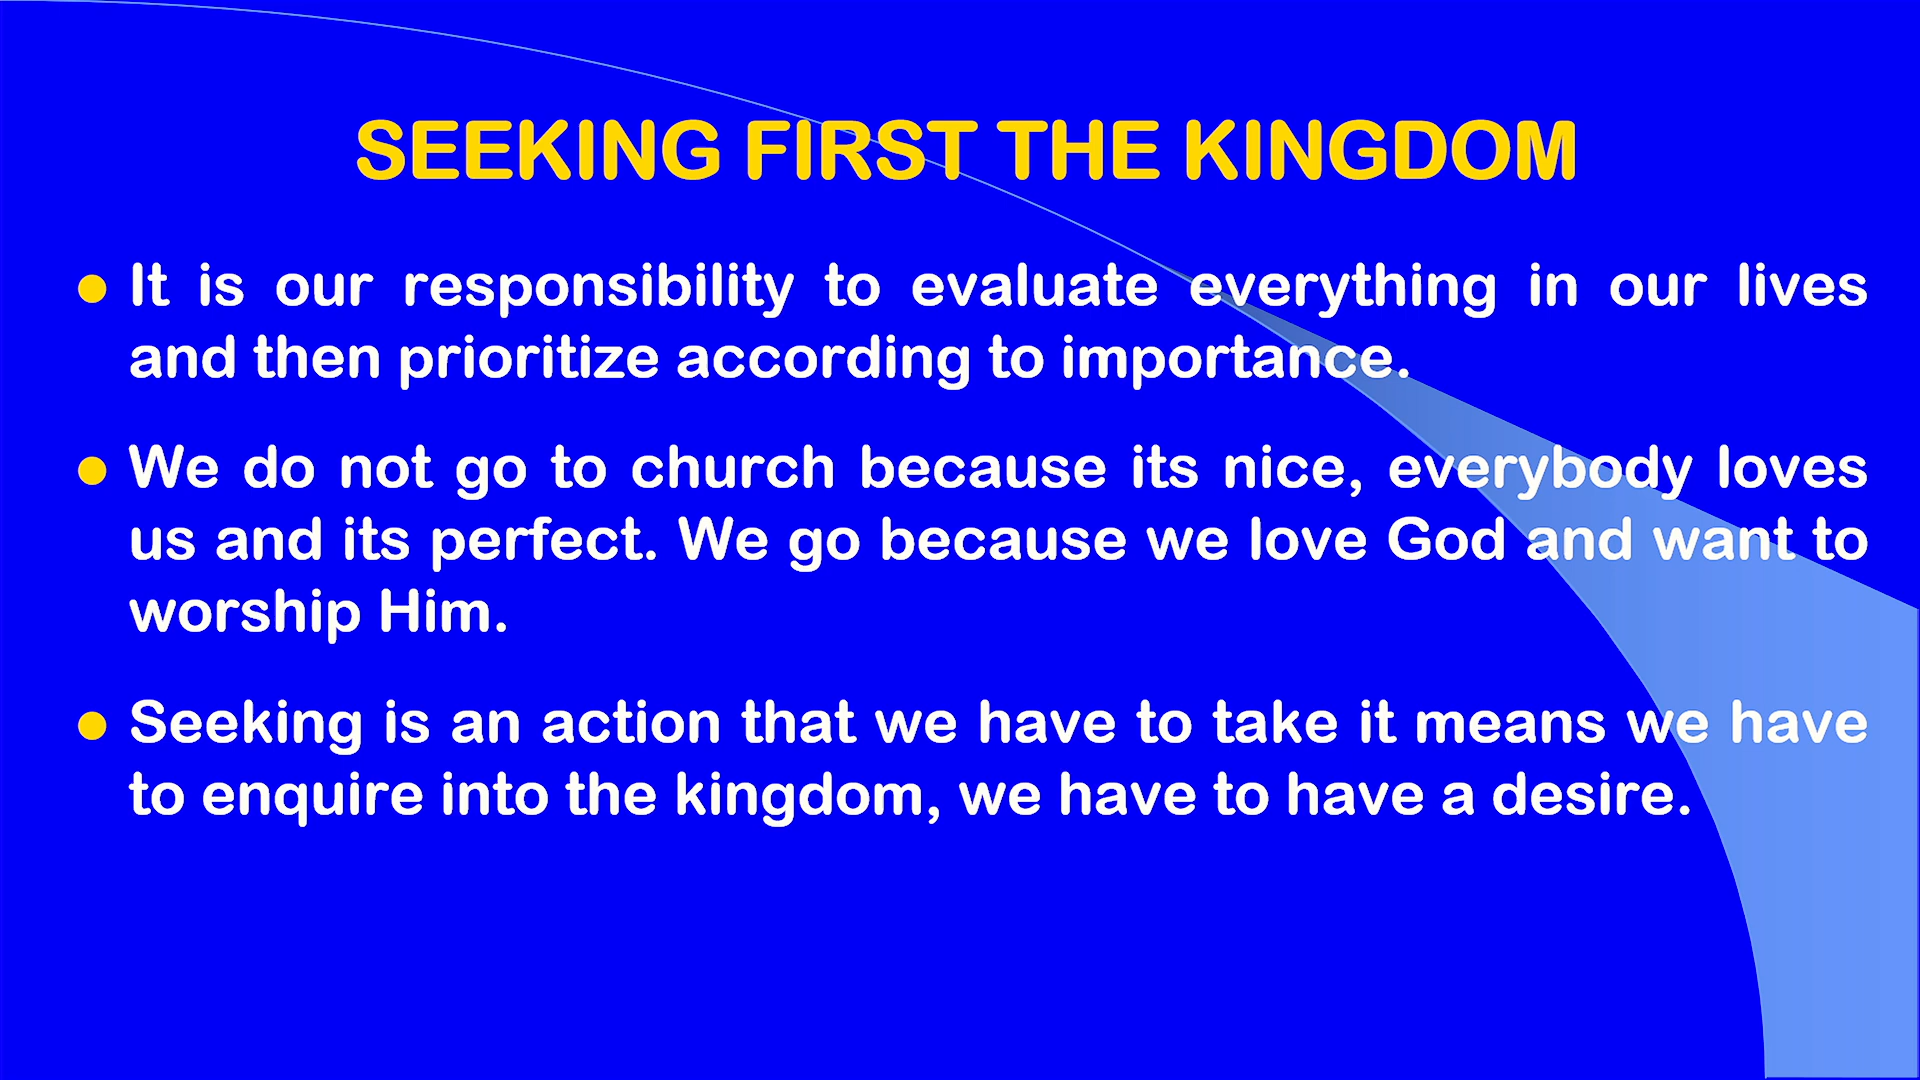 SEEKING FIRST THE KINGDOM
It is our responsibility to evaluate everything in our lives
and then prioritize according to importance.
We do not go to church because its nice, everybody loves
us and its perfect. We go because we love God and want to
worship Him.
Seeking is an action that we have to take it means we have
to enquire into the kingdom, we have to have a desire.